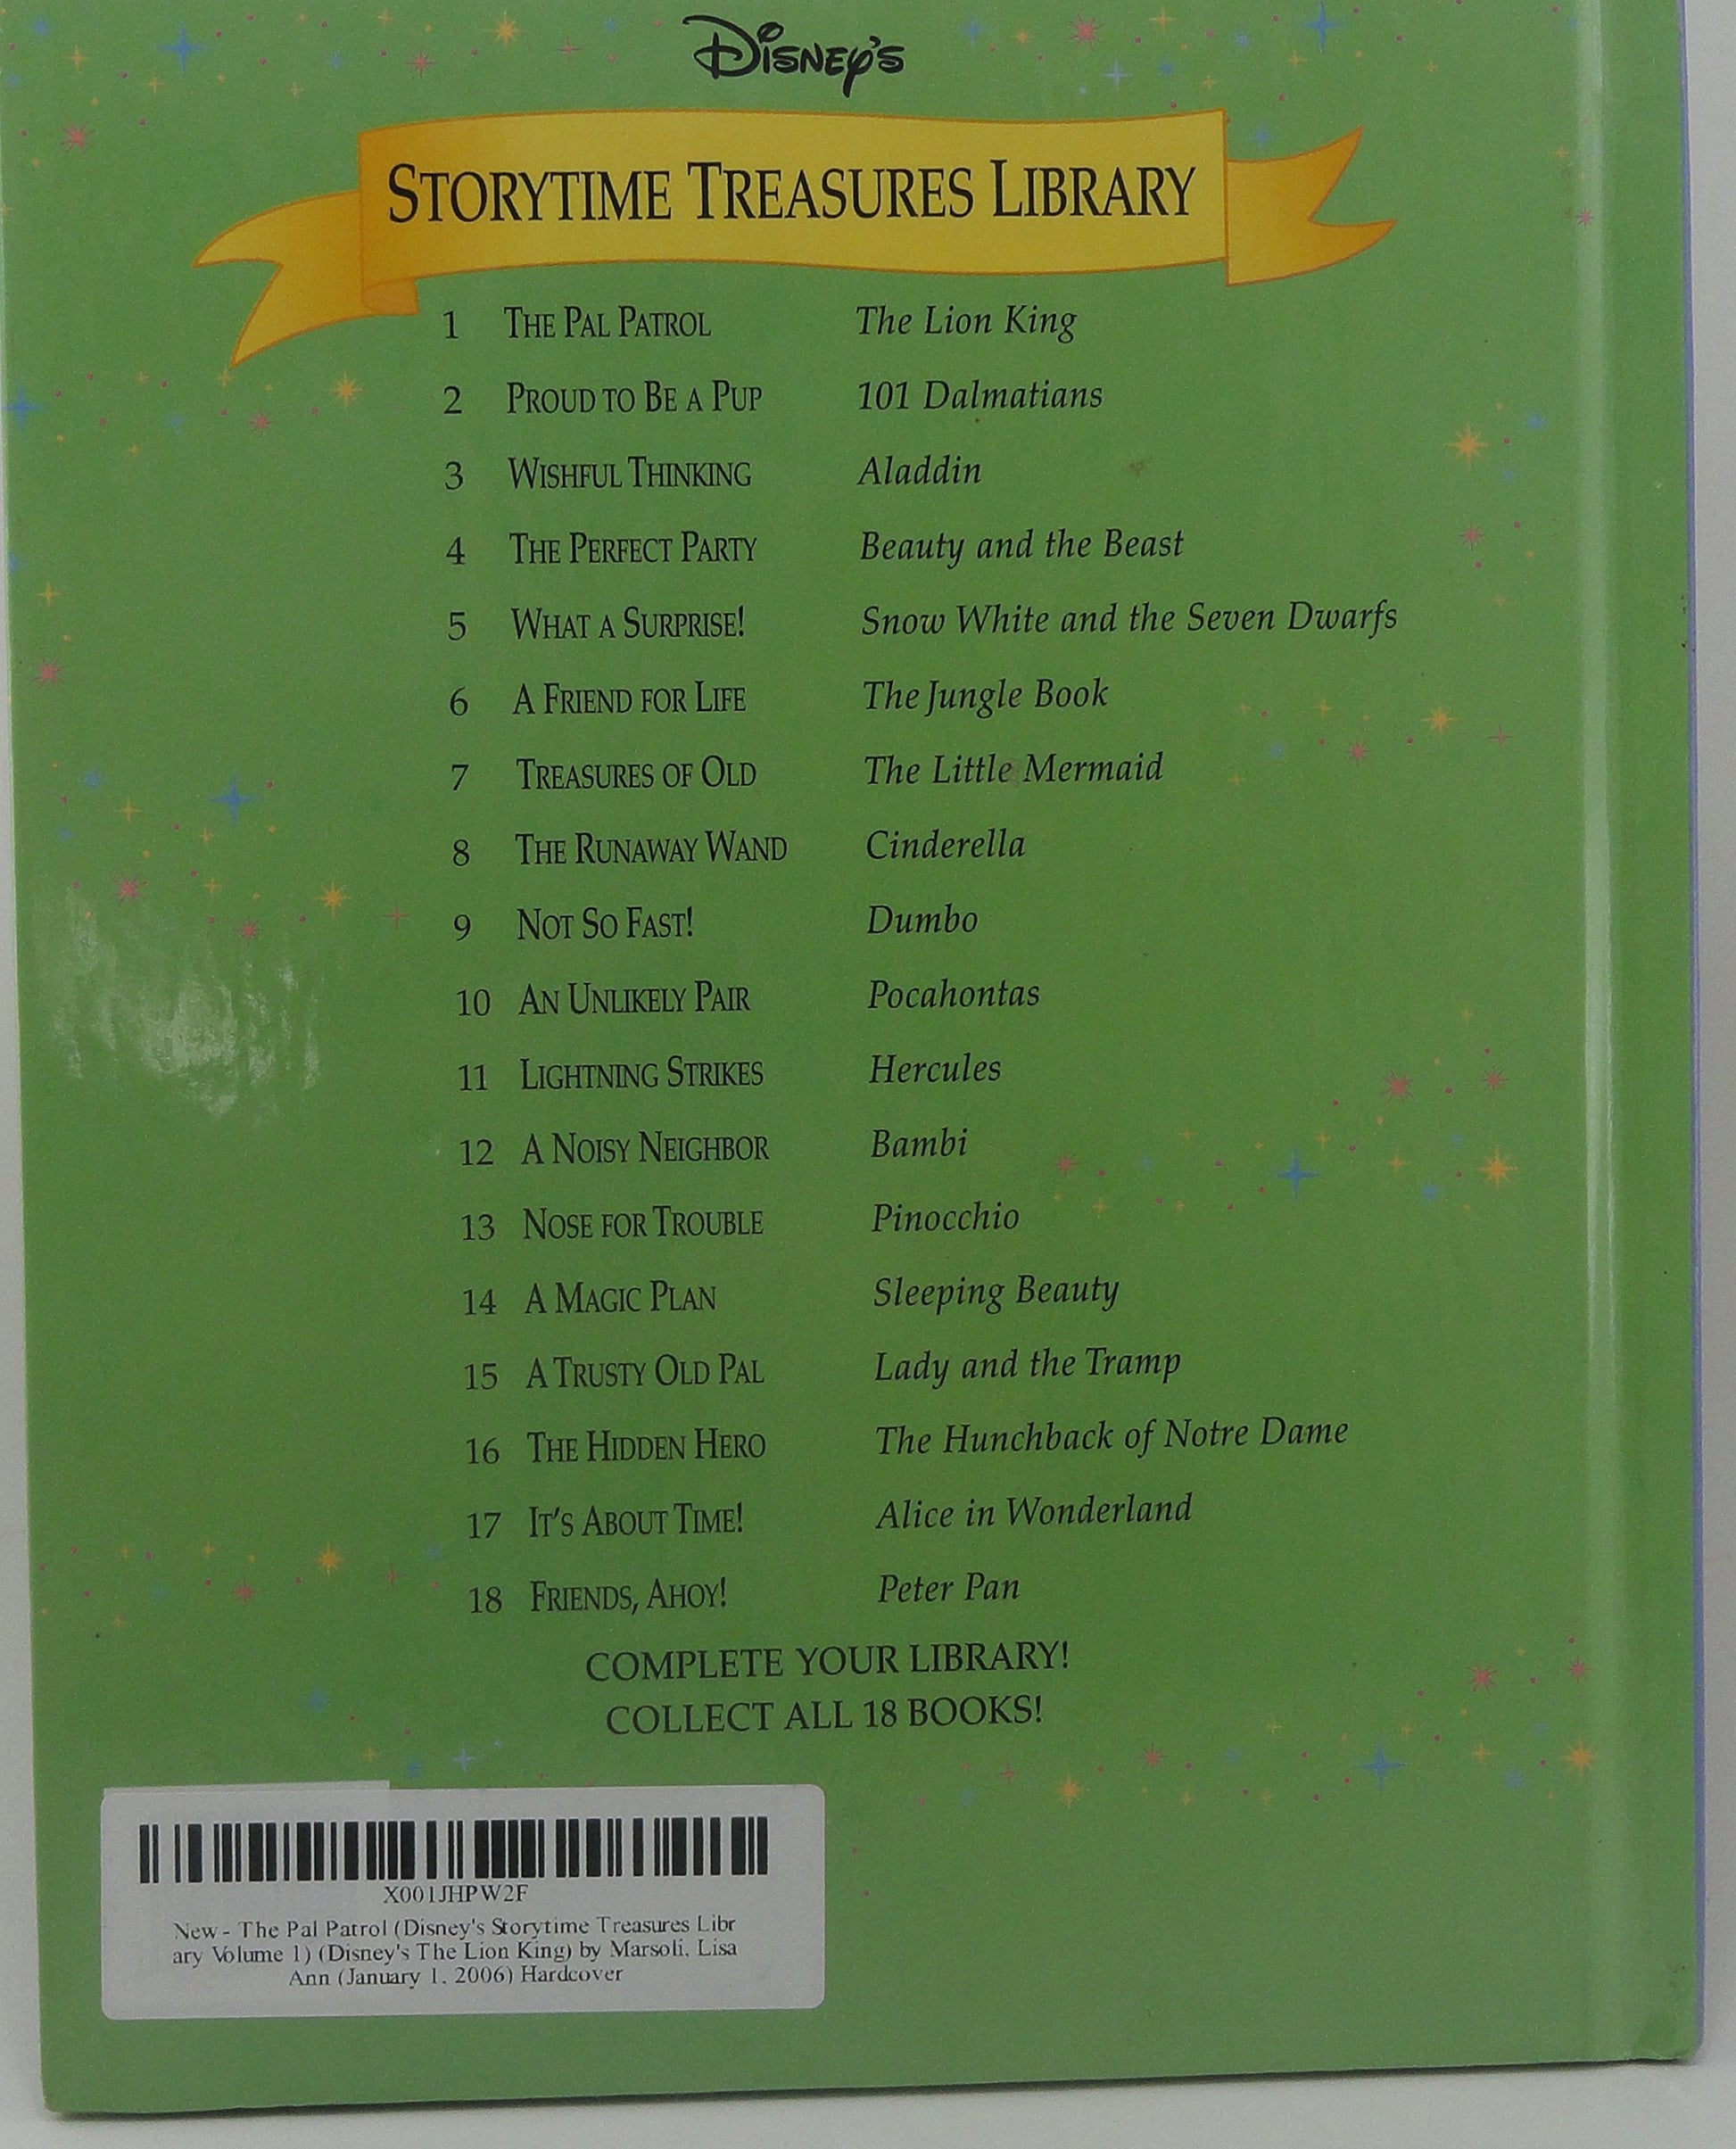 Disney's
STORYTIME TREASURES LIBRARY
1 THE PAL PATROL The Lion King
2 PROUD TO BE A PUP 101 Dalmatians
3 WISHFUL THINKING Aladdin
4 THE PERFECT PARTY Beauty and the Beast
5 WHAT A SURPRISE! Snow White and the Seven Dwarfs
6 A FRIEND FOR LIFE The Jungle Book
7 TREASURES OF OLD The Little Mermaid
8 THE RUNAWAY WAND Cinderella
9 NOT SO FAST! Dumbo
10 AN UNLIKELY PAIR Pocahontas
11 LIGHTNING STRIKES Hercules
12 A NOISY NEIGHBOR Bambi
13 NOSE FOR TROUBLE Pinocchio
14 A MAGIC PLAN Sleeping Beauty
15 A TRUSTY OLD PAL Lady and the Tramp
16 THE HIDDEN HERO The Hunchback of Notre Dame
17 IT'S ABOUT TIME! Alice in Wonderland
18 FRIENDS, AHOY! Peter Pan
COMPLETE YOUR LIBRARY!
COLLECT ALL 18 BOOKS!
X001JHPW2F
New - The Pal Patrol (Disney's Storytime Treasures Libr
ary Volume 1) (Disney's The Lion King) by Marsoli, Lisa
Ann (January 1, 2006) Hardcover